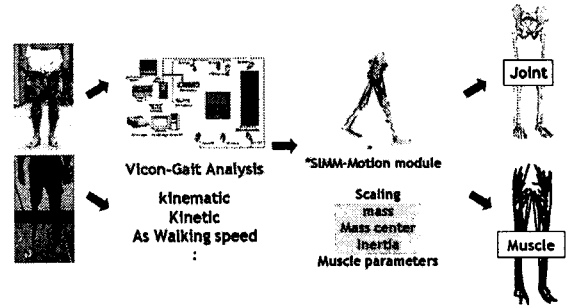 Vicon-Gait Analysis
kinematic
Kinetic
As Walking speed
:
*SIMM-Motion module
Scaling
mass
Mass center
Inertia
Muscle parameters
Joint
Muscle